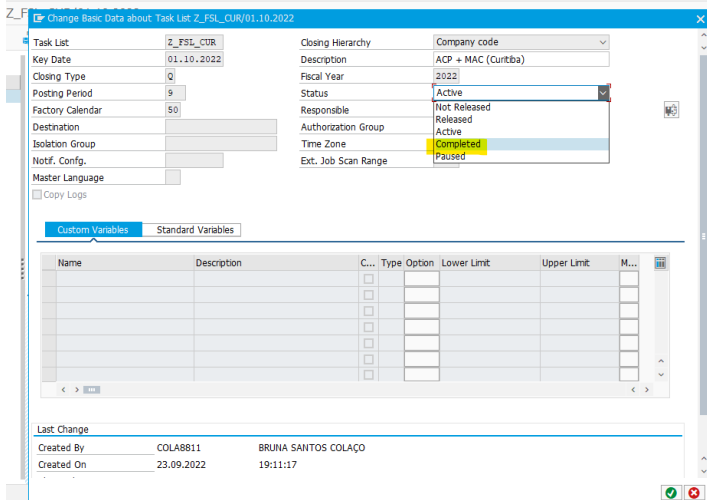 Change Basic Data about Task List Z_FSL_CUR/01.10.2022
Task List Z_FSL_CUR Closing Hierarchy Company code
Key Date 01.10.2022 Description ACP + MAC (Curitiba)
Closing Type Q Fiscal Year 2022
Posting Period 9 Status Active
Factory Calendar 50 Responsible Not Released
Destination Authorization Group Released
Active
Isolation Group Time Zone Completed
Notif. Confg. Ext. Job Scan Range Paused
Master Language
Copy Logs
Custom Variables Standard Variables
Name Description C... Type Option Lower Limit Upper Limit M...
Last Change
Created By COLA8811 BRUNA SANTOS COLAÇO
Created On 23.09.2022 19:11:17